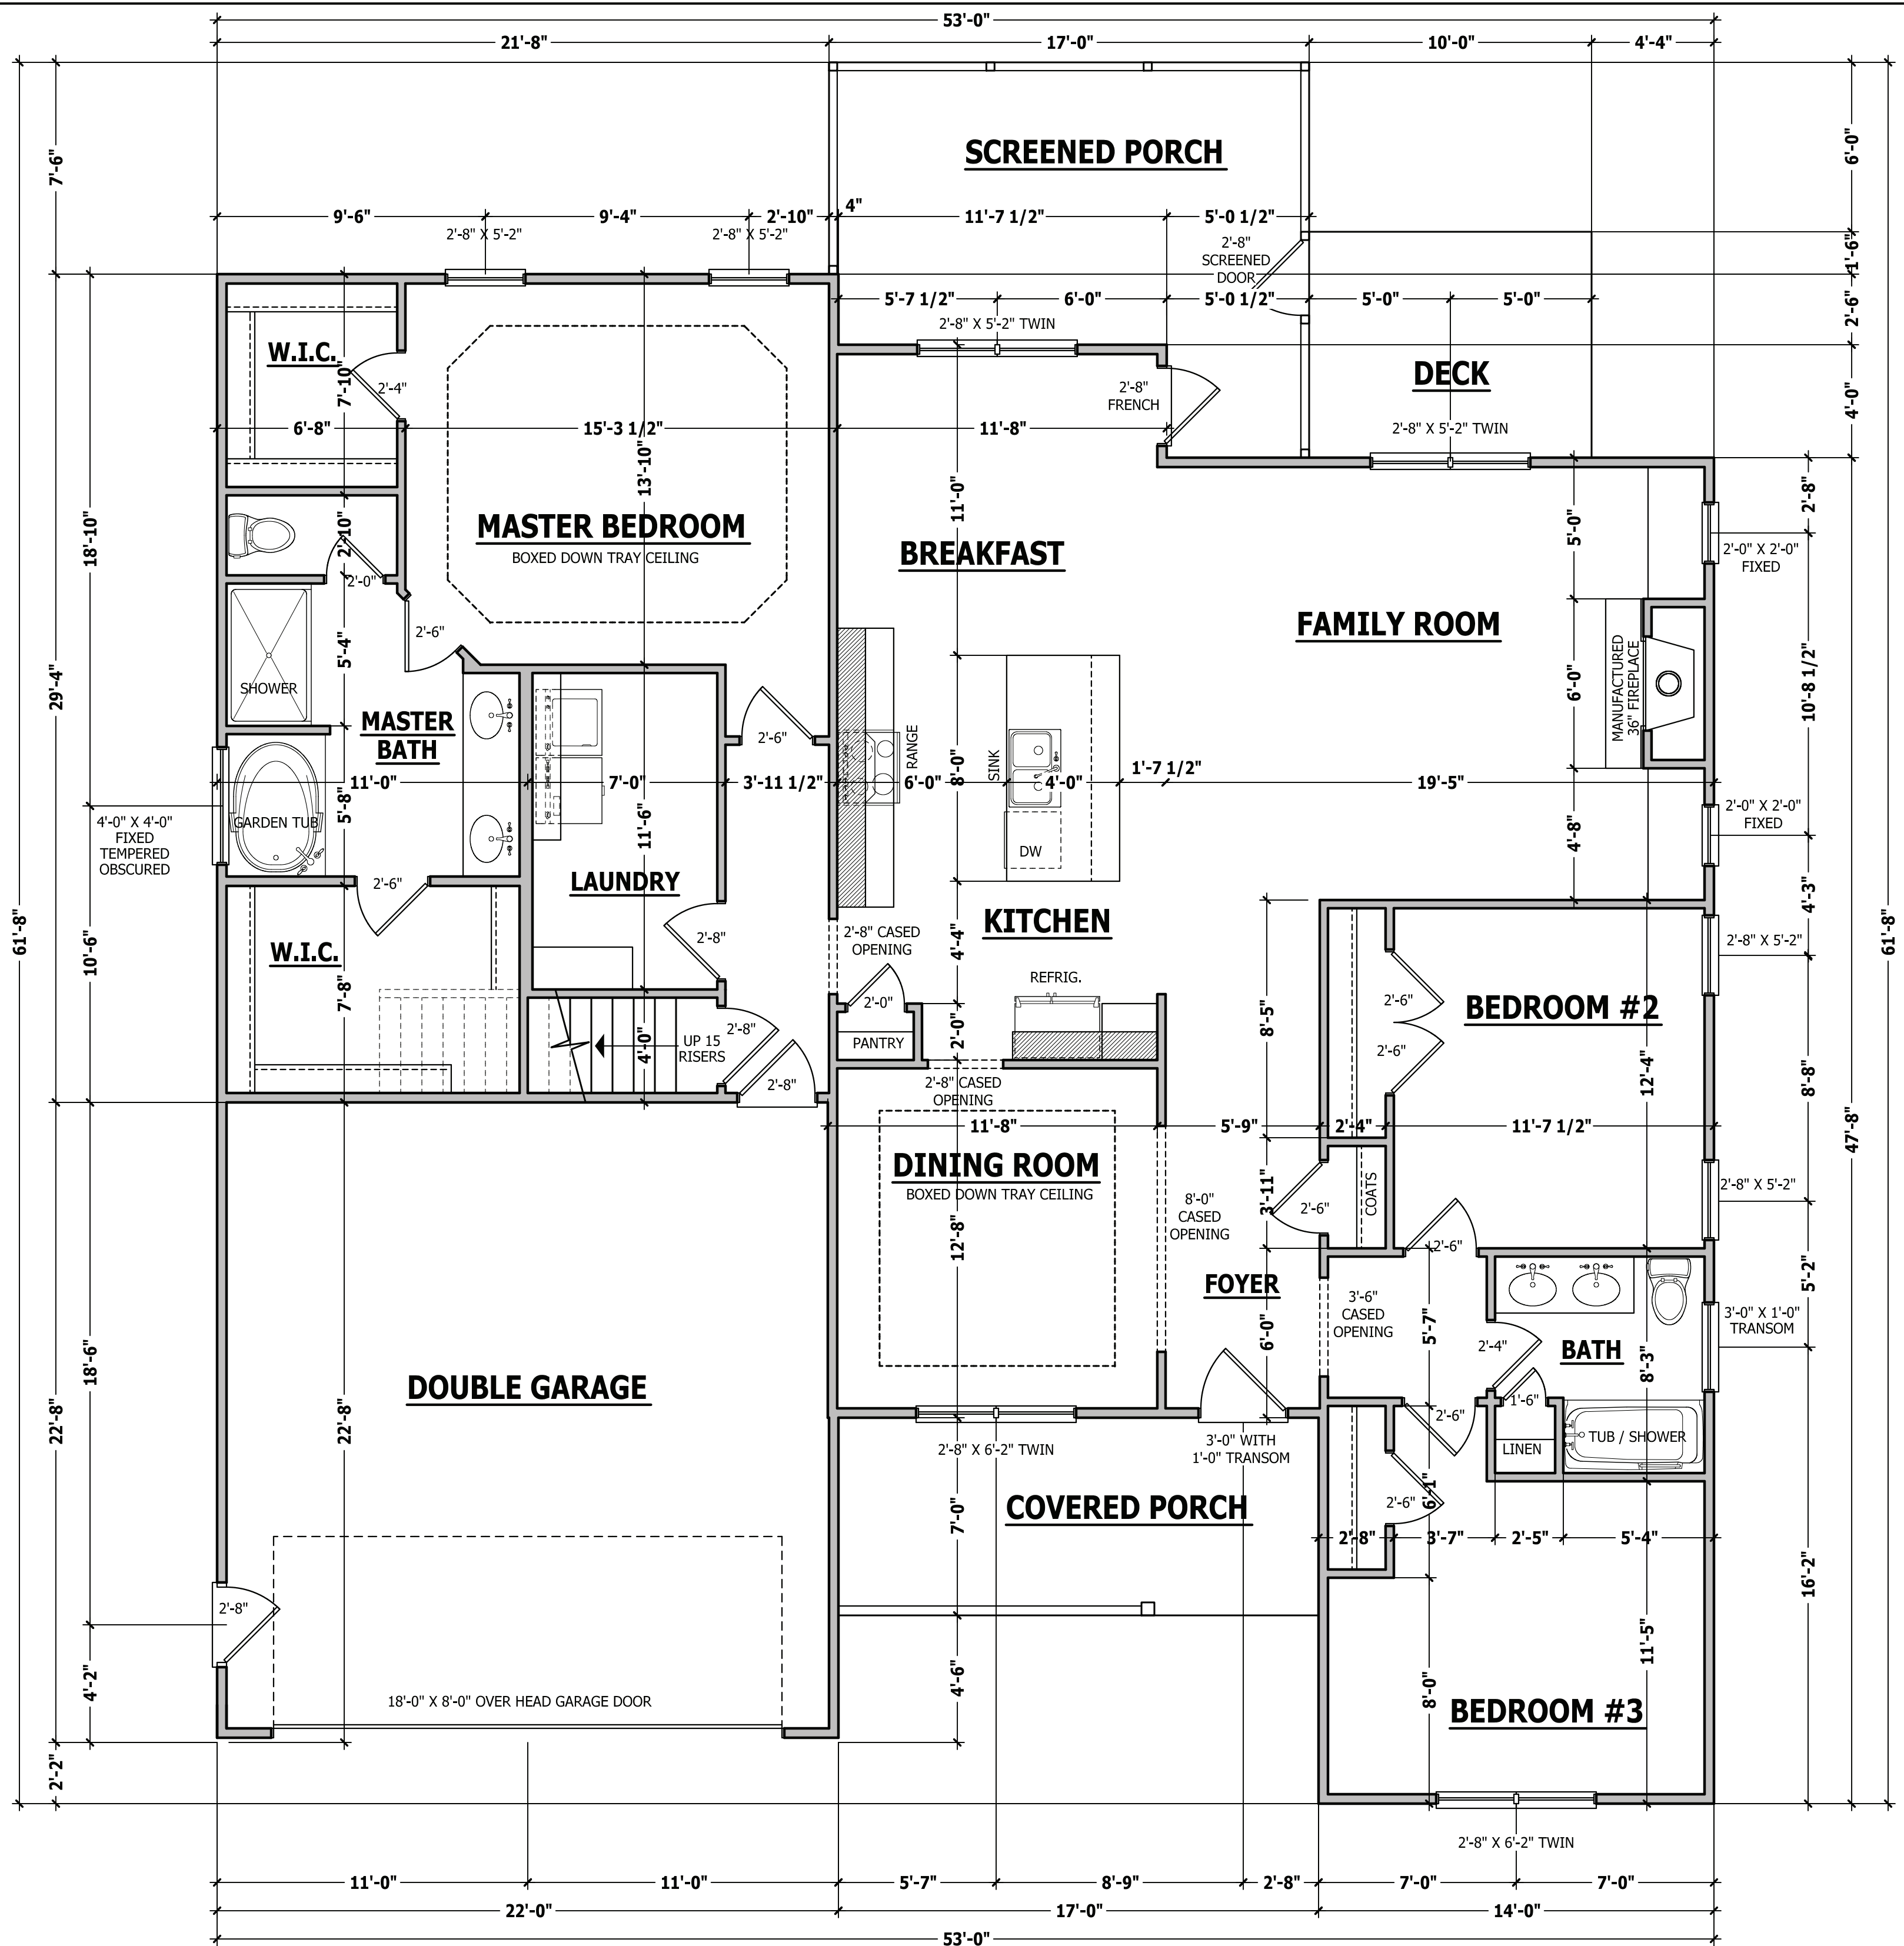 53'-0"
21'-8"
17'-0"
10'-0"
4'-4"
SCREENED PORCH
7'-6"
6'-0"
9'-6"
9'-4"
2'-10"
4"
11'-7 1/2"
5'-0 1/2"
2'-8" X 5'-2"
2'-8" X 5'-2"
2'-8"
SCREENED
DOOR
1'-6"
5'-7 1/2"
6'-0"
5'-0 1/2"
5'-0"
5'-0"
2'-6"
2'-8" X 5'-2" TWIN
W.I.C.
7'-10"
2'-4"
2'-8"
FRENCH
DECK
4'-0"
6'-8"
15'-3 1/2"
11'-8"
2'-8" X 5'-2" TWIN
13'-10"
11'-0"
2'-8"
18'-10"
2'-10"
MASTER BEDROOM
BOXED DOWN TRAY CEILING
BREAKFAST
5'-0"
2'-0" X 2'-0"
FIXED
2'-0"
2'-6"
FAMILY ROOM
5'-4"
29'-4"
SHOWER
6'-0"
MANUFACTURED
36" FIREPLACE
10'-8 1/2"
MASTER
BATH
2'-6"
RANGE
SINK
8'-0"
11'-0"
7'-0"
3'-11 1/2"
6'-0"
4'-0"
1'-7 1/2"
19'-5"
5'-8"
4'-0" X 4'-0"
FIXED
TEMPERED
OBSCURED
GARDEN TUB
11'-6"
DW
4'-8"
2'-0" X 2'-0"
FIXED
2'-6"
LAUNDRY
4'-3"
61'-8"
61'-8"
10'-6"
W.I.C.
7'-8"
2'-8"
2'-8" CASED
OPENING
4'-4"
KITCHEN
2'-8" X 5'-2"
REFRIG.
2'-0"
2'-6"
BEDROOM #2
8'-5"
4'-0"
UP 15
RISERS
2'-8"
PANTRY
2'-0"
2'-6"
12'-4"
8'-8"
2'-8"
2'-8" CASED
OPENING
47'-8"
11'-8"
5'-9"
2'-4"
11'-7 1/2"
DINING ROOM
BOXED DOWN TRAY CEILING
8'-0"
CASED
OPENING
3'-11"
2'-6"
COATS
2'-8" X 5'-2"
12'-8"
2'-6"
FOYER
6'-0"
3'-6"
CASED
OPENING
5'-7"
5'-2"
3'-0" X 1'-0"
TRANSOM
2'-4"
BATH
8'-3"
18'-6"
DOUBLE GARAGE
22'-8"
22'-8"
1'-6"
2'-6"
LINEN
TUB / SHOWER
2'-8" X 6'-2" TWIN
3'-0" WITH
1'-0" TRANSOM
COVERED PORCH
7'-0"
2'-6"
6'-1"
2'-8"
3'-7"
2'-5"
5'-4"
16'-2"
2'-8"
11'-5"
4'-2"
4'-6"
8'-0"
18'-0" X 8'-0" OVER HEAD GARAGE DOOR
BEDROOM #3
2'-2"
2'-8" X 6'-2" TWIN
11'-0"
11'-0"
5'-7"
8'-9"
2'-8"
7'-0"
7'-0"
22'-0"
17'-0"
14'-0"
53'-0"